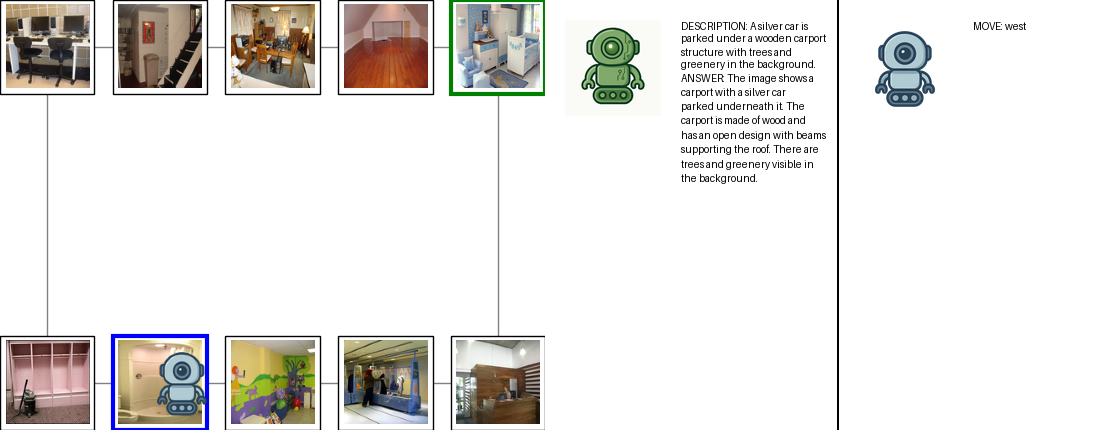 DESCRIPTION: A silver car is
parked under a wooden carport
structure with trees and
greenery in the background.
ANSWER: The image shows a
carport with a silver car
parked underneath it. The
carport is made of wood and
has an open design with beams
supporting the roof. There are
trees and greenery visible in
the background.
MOVE: west